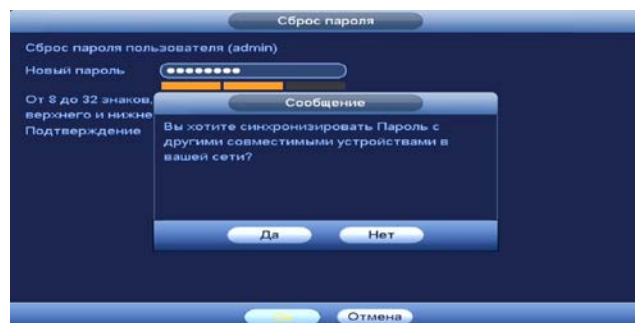 Сброс пароля
Сброс пароля пользователя (admin)
Новый пароль
От 8 до 32 знаков,
верхнего и нижне
Подтверждение
Сообщение
Вы хотите синхронизировать Пароль с
другими совместимыми устройствами в
вашей сети?
Да Нет
Отмена